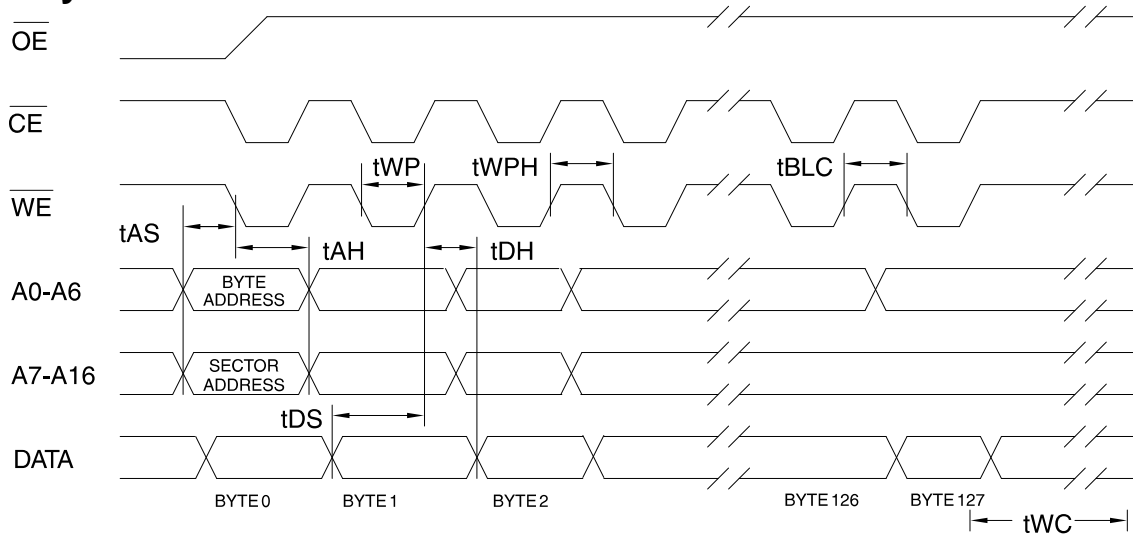 OE
CE
tWP
tWPH
tBLC
WE
tAS
tAH
tDH
A0-A6
BYTE
ADDRESS
A7-A16
SECTOR
ADDRESS
tDS
DATA
BYTE 0
BYTE 1
BYTE 2
BYTE 126
BYTE 127
tWC